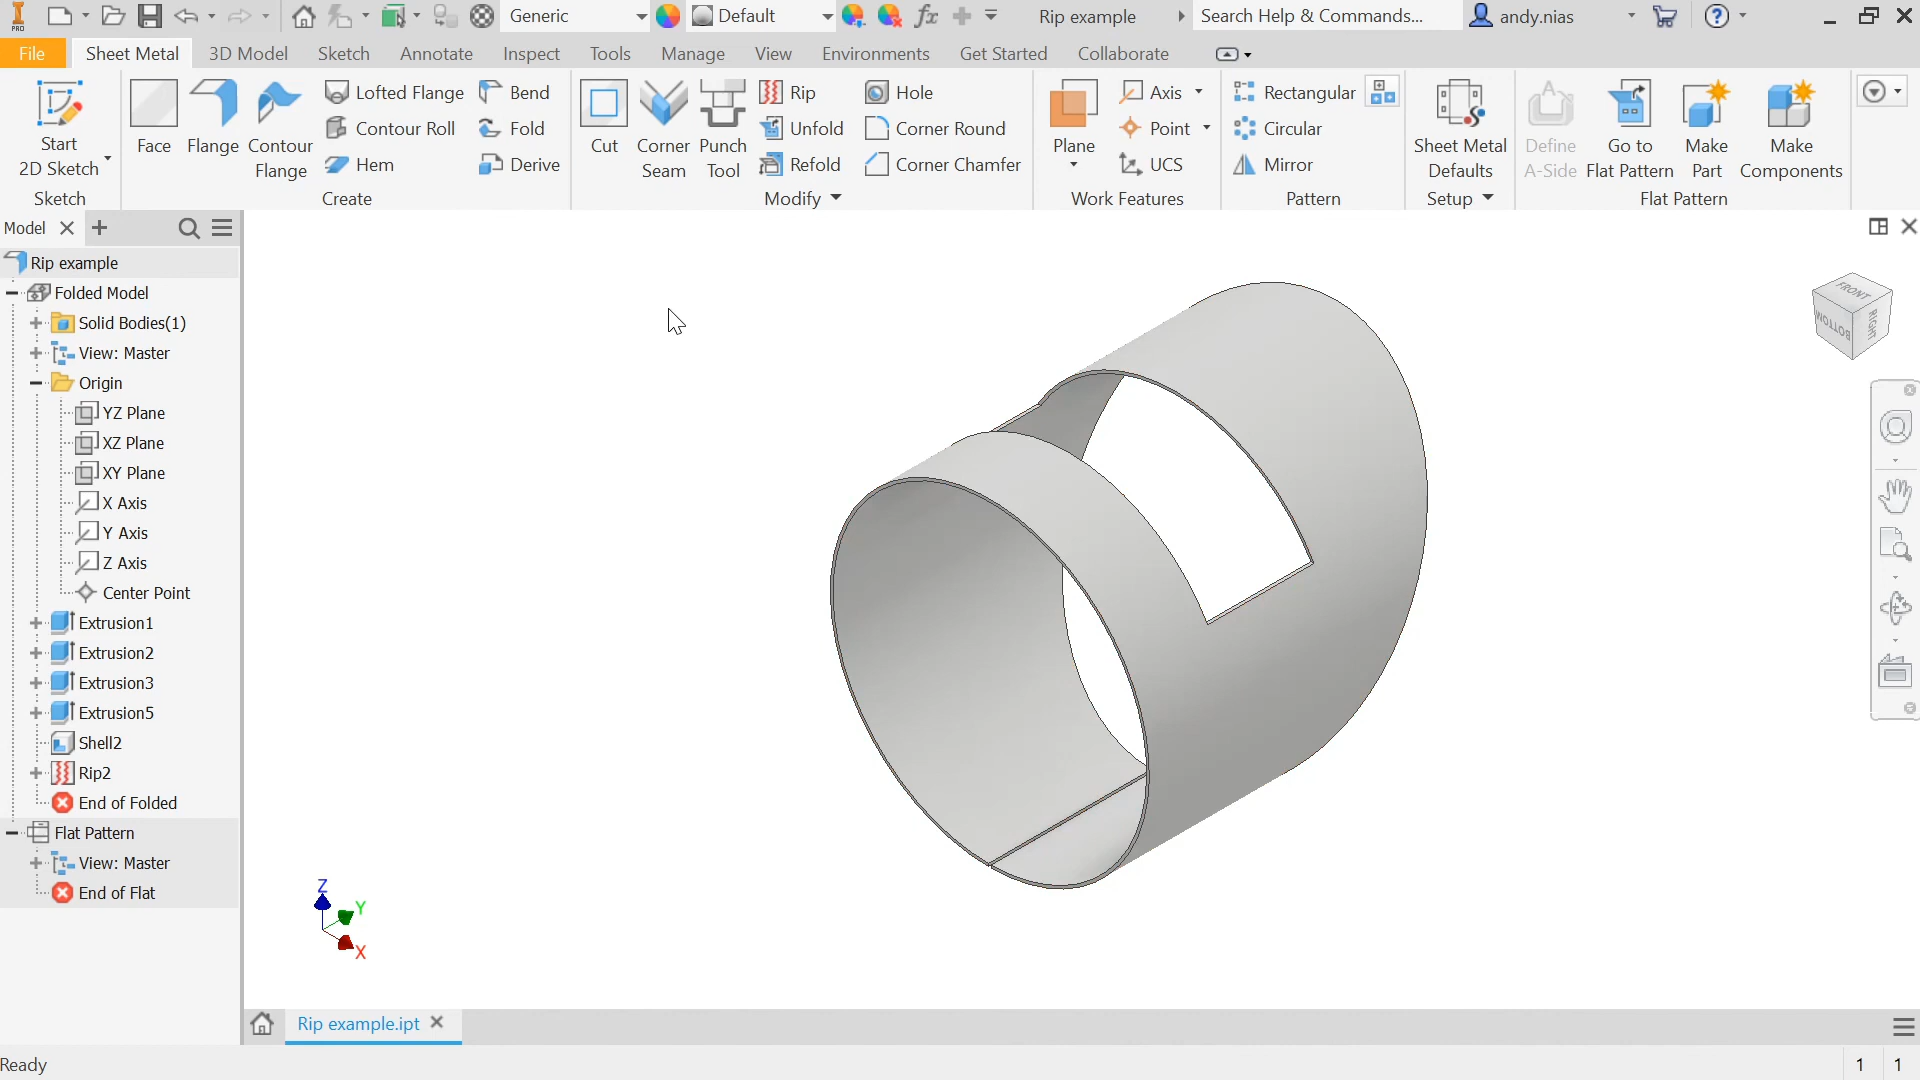 PRO
Generic
Default
fx
Rip example
Search Help & Commands...
andy.nias
File
Sheet Metal
3D Model
Sketch
Annotate
Inspect
Tools
Manage
View
Environments
Get Started
Collaborate
Start
2D Sketch
Sketch
Face
Flange
Contour
Flange
Lofted Flange
Contour Roll
Hem
Bend
Fold
Derive
Create
Cut
Corner
Seam
Punch
Tool
Rip
Unfold
Refold
Hole
Corner Round
Corner Chamfer
Modify
Plane
Axis
Point
UCS
Work Features
Rectangular
Circular
Mirror
Pattern
Sheet Metal
Defaults
Setup
Define
A-Side
Go to
Flat Pattern
Make
Part
Make
Components
Flat Pattern
Model
Rip example
Folded Model
Solid Bodies(1)
View: Master
Origin
YZ Plane
XZ Plane
XY Plane
X Axis
Y Axis
Z Axis
Center Point
Extrusion1
Extrusion2
Extrusion3
Extrusion5
Shell2
Rip2
End of Folded
Flat Pattern
View: Master
End of Flat
FRONT
BOTTOM
RIGHT
Z
Y
X
Rip example.ipt
Ready
1
1